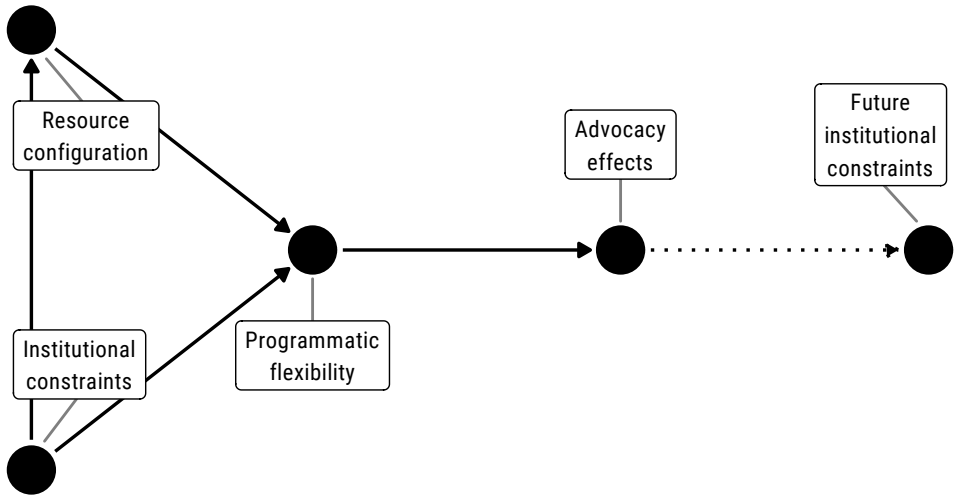 Resource
configuration
Institutional
constraints
Programmatic
flexibility
Advocacy
effects
Future
institutional
constraints